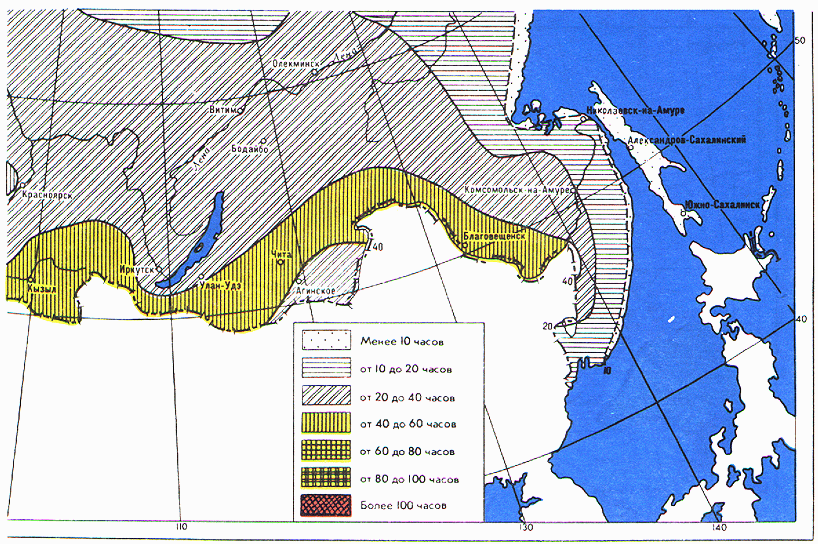 50
Олекминск
Лена
Витим
Николаевск-на-Амуре
Лена
Бодайбо
Александров-Сахалинский
Красноярск
Комсомольск-на-Амуре
Южно-Сахалинск
40
Благовещенск
Иркутск
Чита
Кызыл
Улан-Удэ
Агинское
40
20
40
10
Менее 10 часов
от 10 до 20 часов
от 20 до 40 часов
от 40 до 60 часов
от 60 до 80 часов
от 80 до 100 часов
Более 100 часов
110
130
140